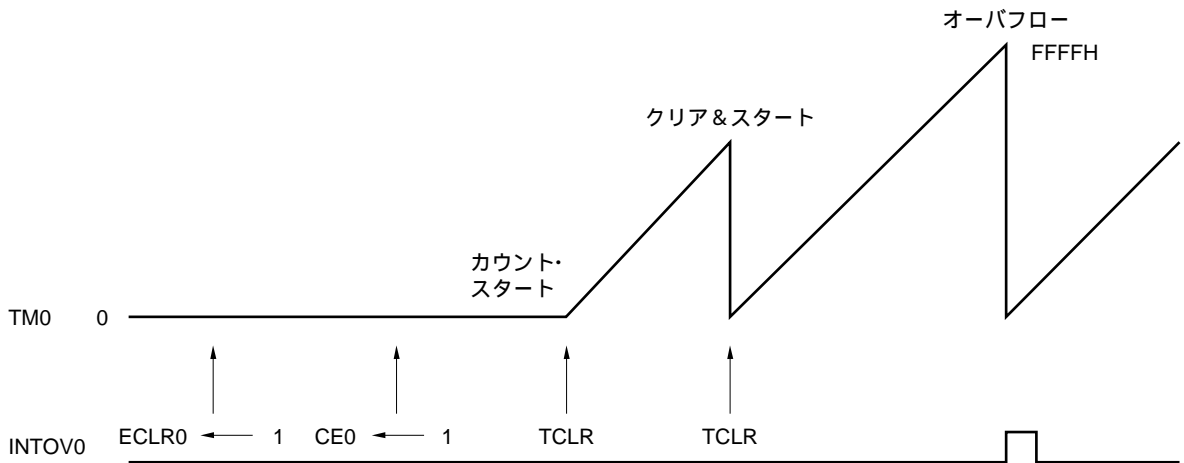 オーバフロー
FFFFH
クリア＆スタート
カウント・
スタート
TM0 0
ECLR0 ← 1 CE0 ← 1 TCLR TCLR
INTOV0